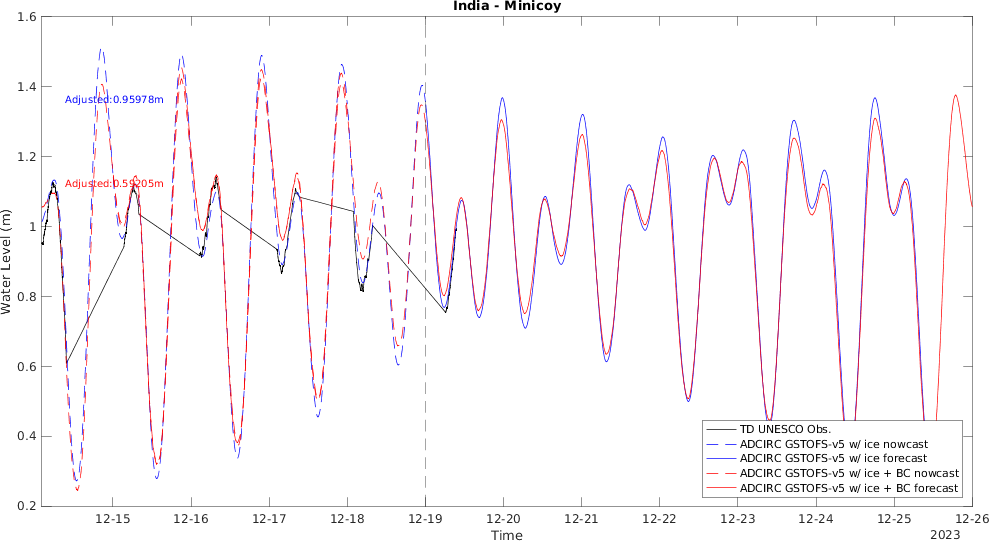 India - Minicoy
1.6
1.4
1.2
1
0.8
0.6
0.4
0.2
Water Level (m)
Adjusted:0.95978m
Adjusted:0.59205m
TD UNESCO Obs.
ADCIRC GSTOFS-v5 w/ ice nowcast
ADCIRC GSTOFS-v5 w/ ice forecast
ADCIRC GSTOFS-v5 w/ ice + BC nowcast
ADCIRC GSTOFS-v5 w/ ice + BC forecast
12-15 12-16 12-17 12-18 12-19 12-20 12-21 12-22 12-23 12-24 12-25 12-26
Time
2023